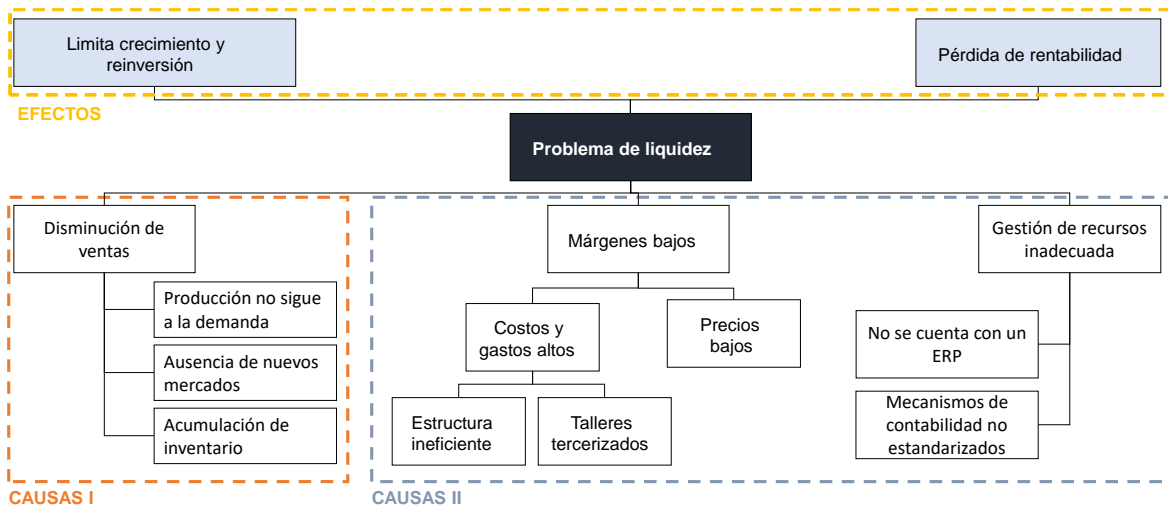 Limita crecimiento y
reinversión
Pérdida de rentabilidad
EFECTOS
Problema de liquidez
Disminución de
ventas
Producción no sigue
a la demanda
Ausencia de nuevos
mercados
Acumulación de
inventario
CAUSAS I
Márgenes bajos
Costos y
gastos altos
Precios
bajos
Estructura
ineficiente
Talleres
tercerizados
Gestión de recursos
inadecuada
No se cuenta con un
ERP
Mecanismos de
contabilidad no
estandarizados
CAUSAS II